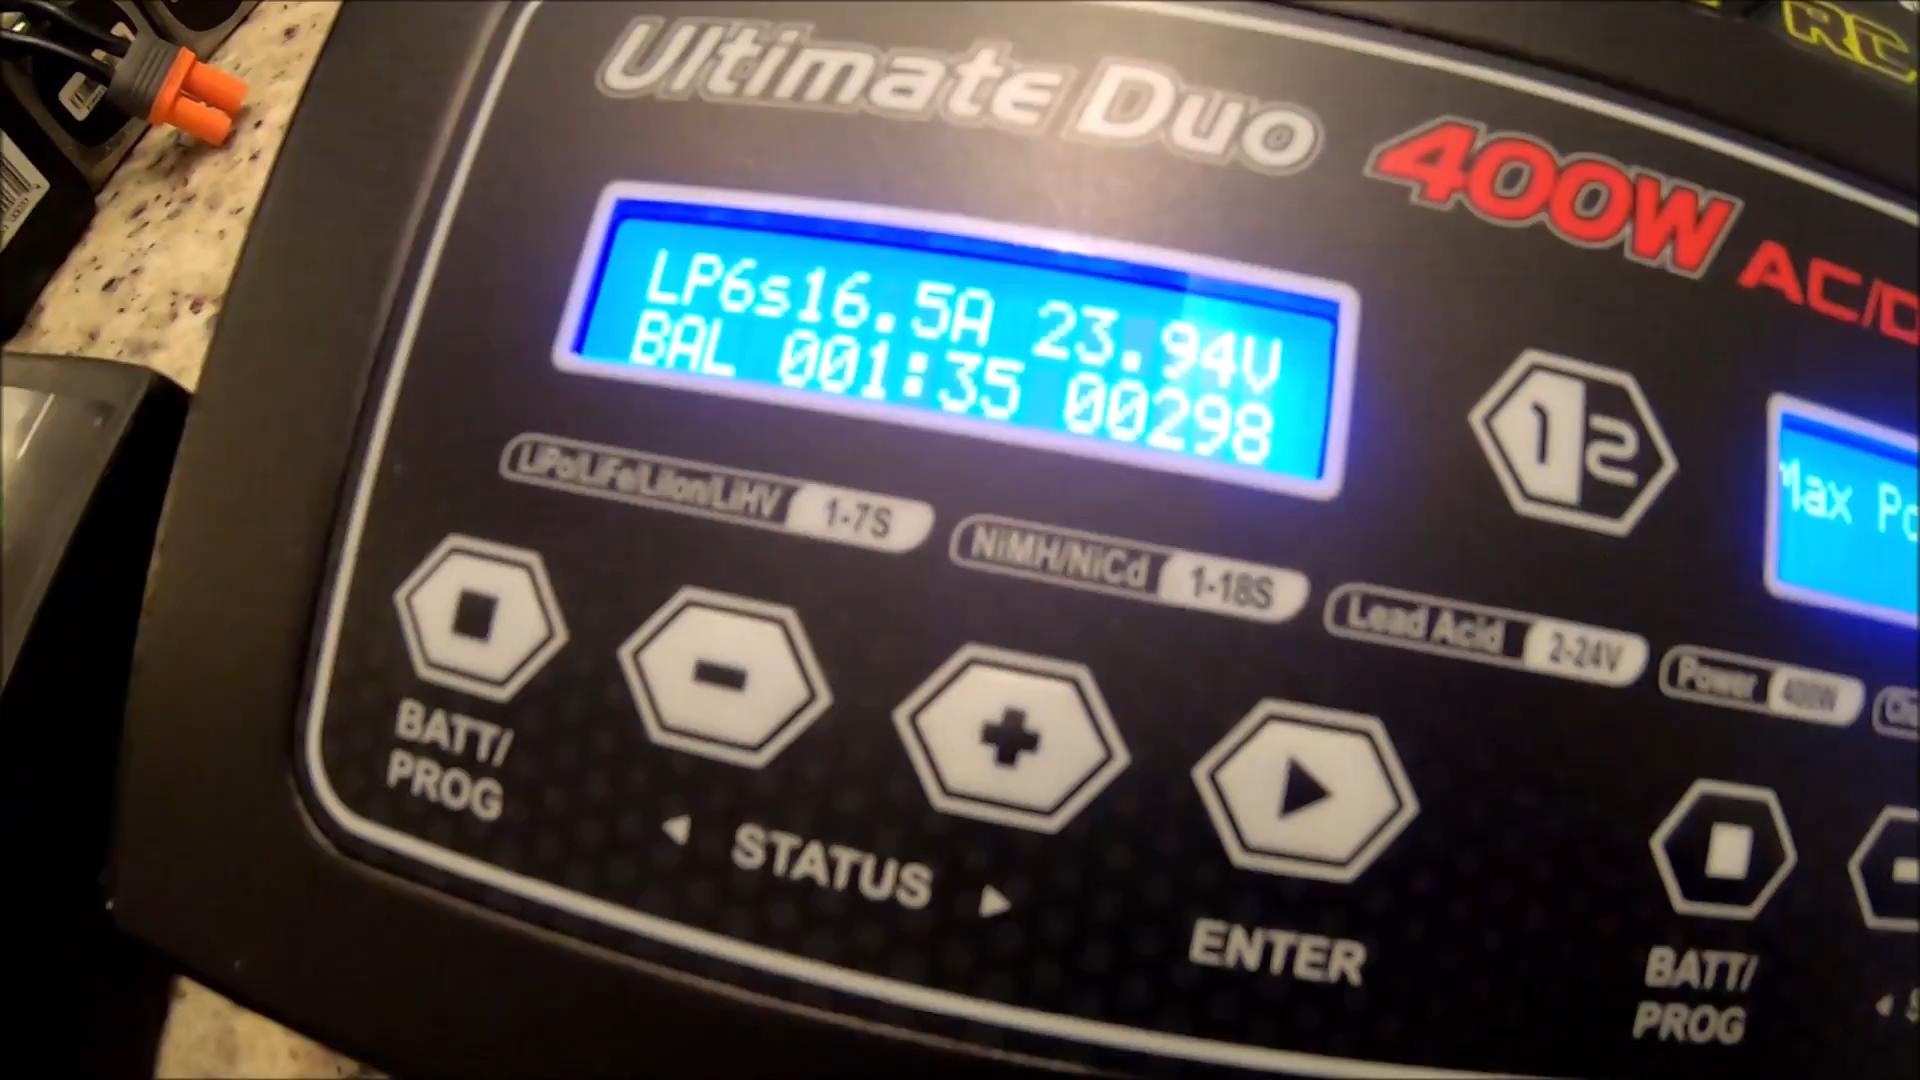 RC
Ultimate Duo 400W AC/D
LP6s16.5A 23.94V
BAL 001:35 00298
1 2
Max Po
LiPo/LiFe/LiIon/LiHV 1-7S
NiMH/NiCd 1-18S
Lead Acid 2-24V
Power 400W
BATT/
PROG
STATUS
ENTER
BATT/
PROG